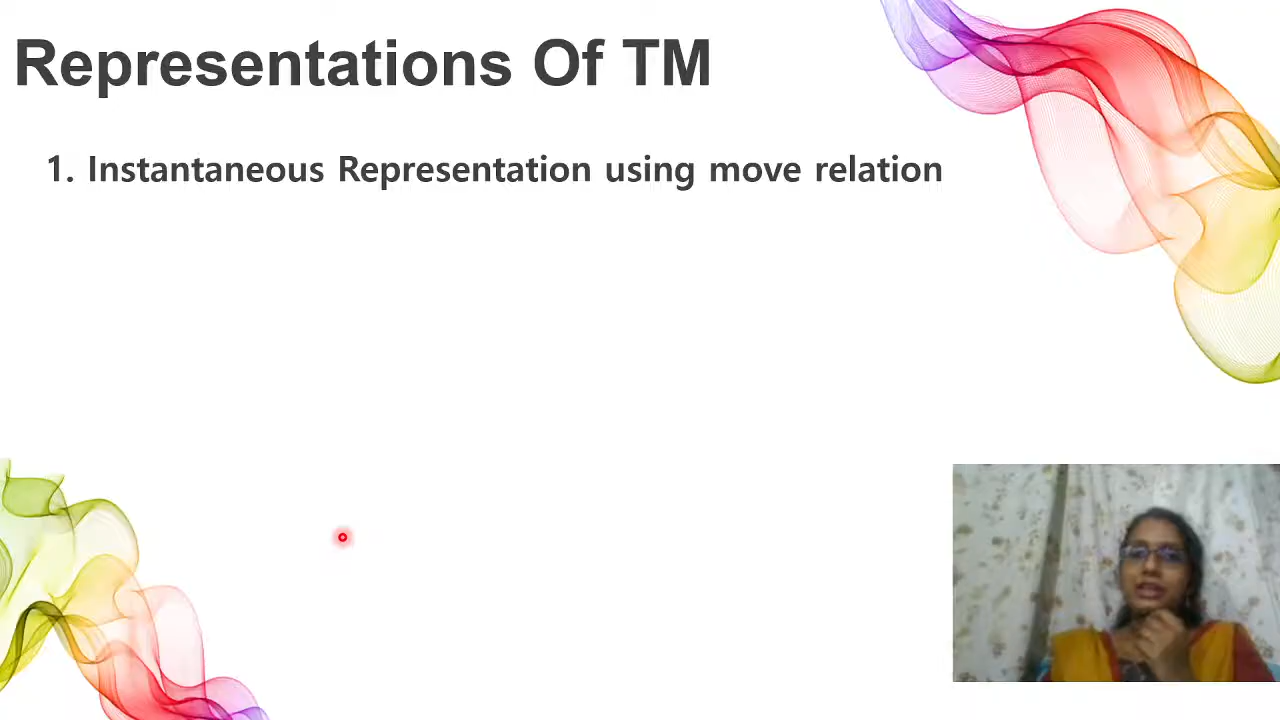 Representations Of TM
1. Instantaneous Representation using move relation